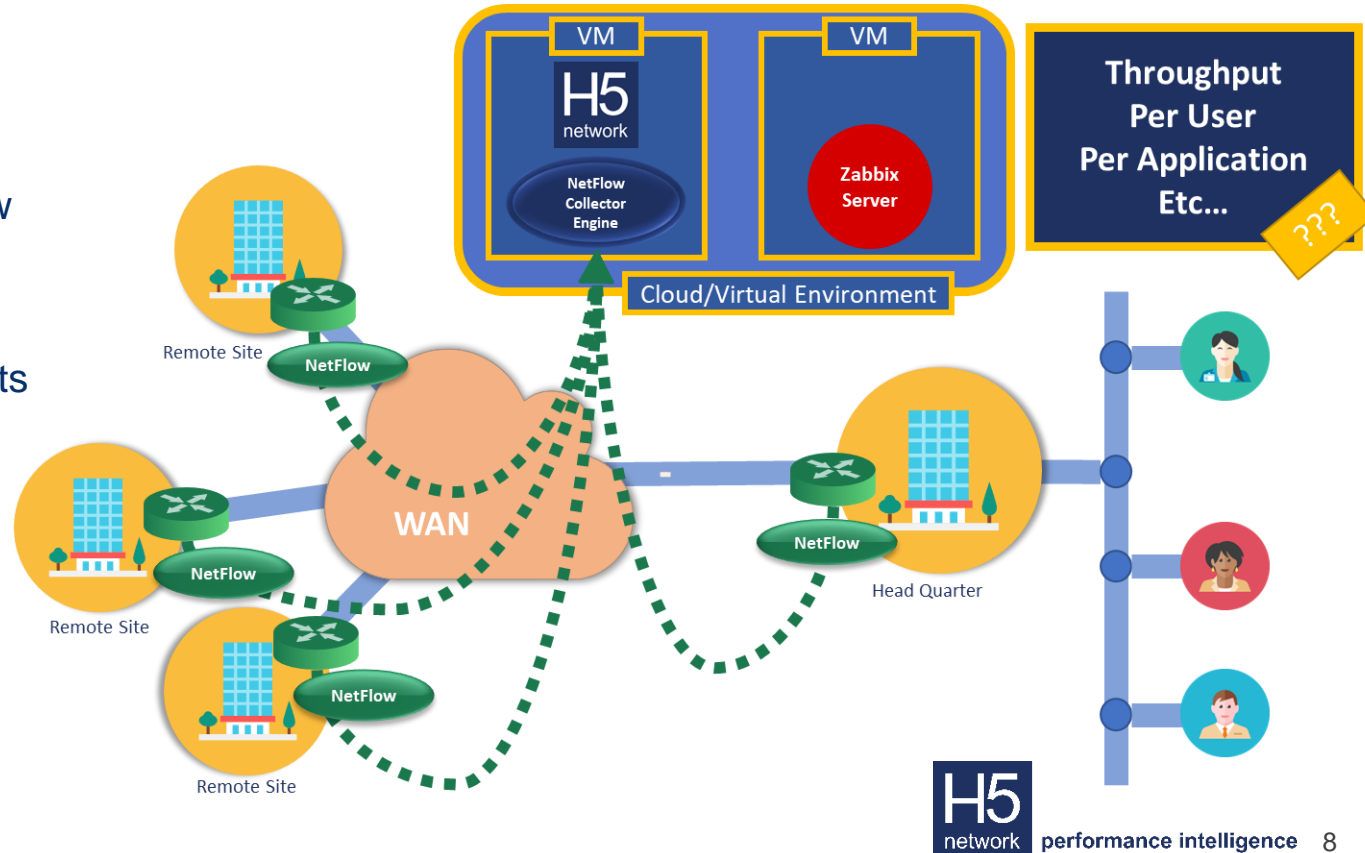 VM
H5
network
NetFlow
Collector
Engine
VM
Zabbix
Server
Cloud/Virtual Environment
Throughput
Per User
Per Application
Etc...
???
w
ts
Remote Site
NetFlow
Remote Site
NetFlow
Remote Site
NetFlow
WAN
-
NetFlow
Head Quarter
H5
network performance intelligence 8